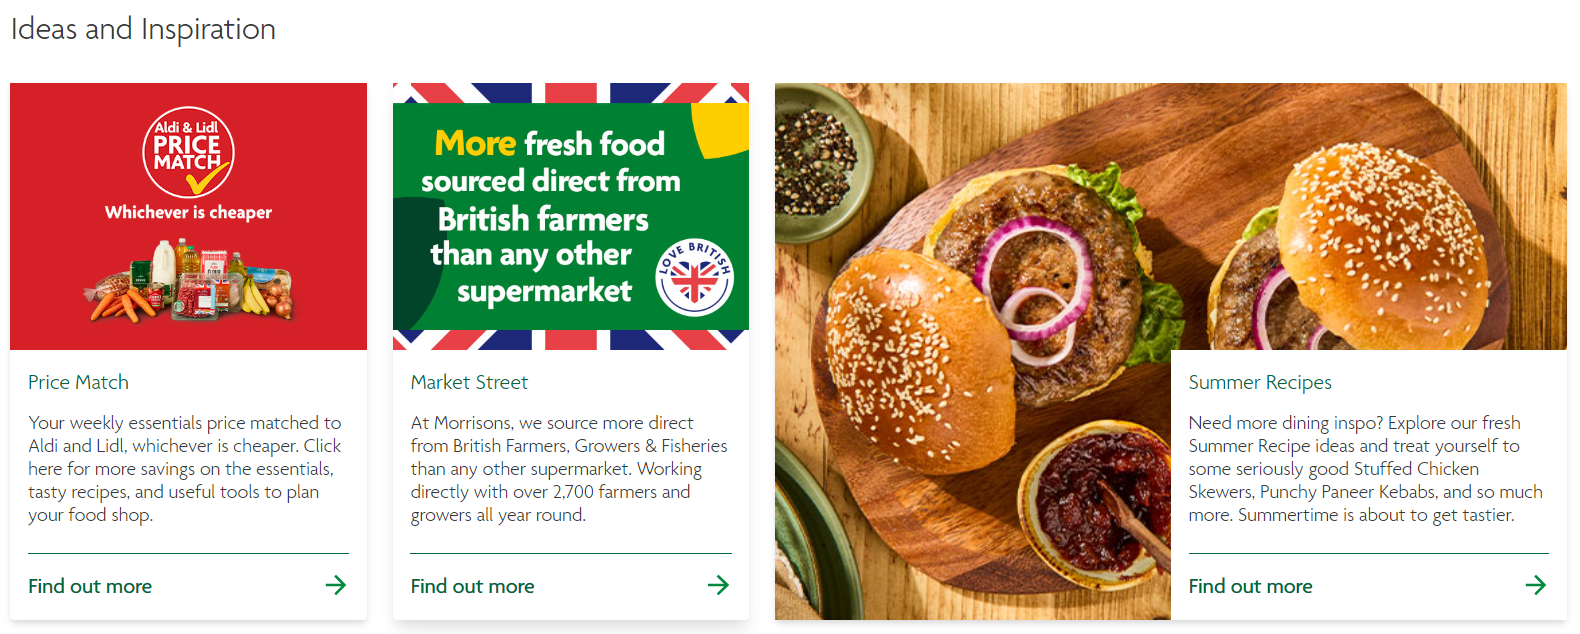 Ideas and Inspiration
Aldi & Lidl
PRICE
MATCH
Whichever is cheaper
Price Match
Your weekly essentials price matched to
Aldi and Lidl, whichever is cheaper. Click
here for more savings on the essentials,
tasty recipes, and useful tools to plan
your food shop.
Find out more
More fresh food
sourced direct from
British farmers
than any other
supermarket
LOVE BRITISH
Market Street
At Morrisons, we source more direct
from British Farmers, Growers & Fisheries
than any other supermarket. Working
directly with over 2,700 farmers and
growers all year round.
Find out more
Summer Recipes
Need more dining inspo? Explore our fresh
Summer Recipe ideas and treat yourself to
some seriously good Stuffed Chicken
Skewers, Punchy Paneer Kebabs, and so much
more. Summertime is about to get tastier.
Find out more